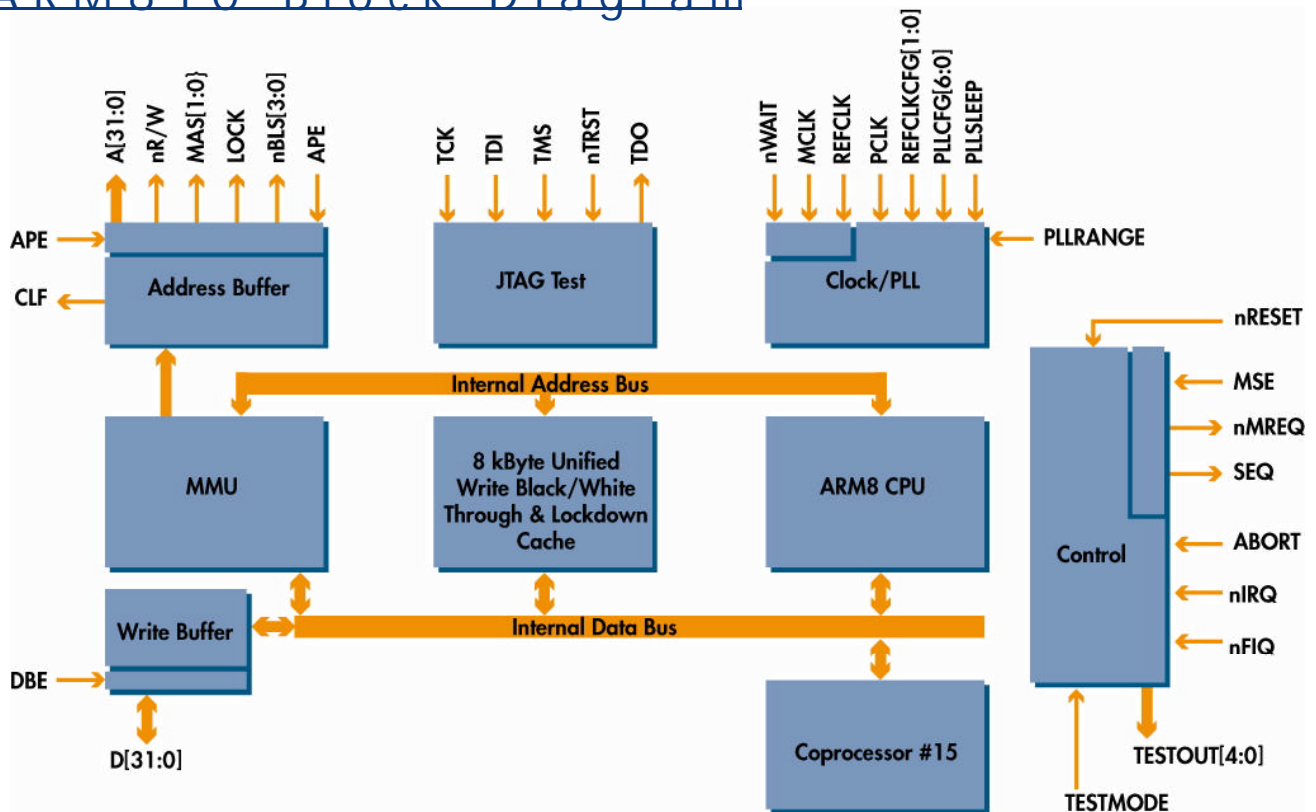 ARM810 Block Diagram
A[31:0]
nR/W
MAS[1:0}
LOCK
nBLS[3:0]
APE
TCK
TDI
TMS
nTRST
TDO
nWAIT
MCLK
REFCLK
PCLK
REFCLKCFG[1:0]
PLLCFG[6:0]
PLLSLEEP
APE
CLF
Address Buffer
JTAG Test
Clock/PLL
PLLRANGE
nRESET
MSE
nMREQ
SEQ
ABORT
nIRQ
nFIQ
Control
Internal Address Bus
MMU
8 kByte Unified
Write Black/White
Through & Lockdown
Cache
ARM8 CPU
Write Buffer
Internal Data Bus
DBE
D[31:0]
Coprocessor #15
TESTOUT[4:0]
TESTMODE